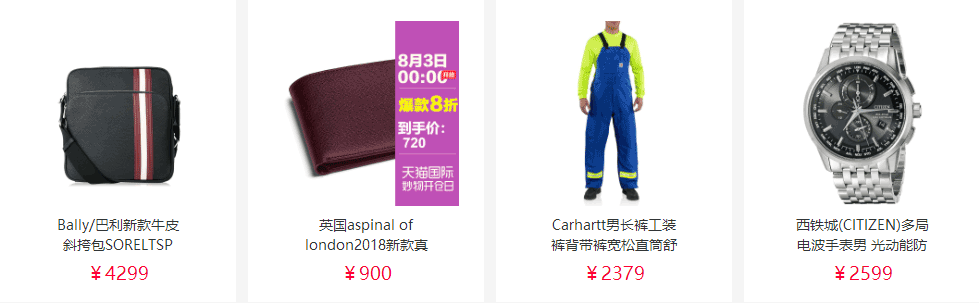 Bally/巴利新款牛皮
斜挎包SORELTSP
¥4299
8月3日
00:00
爆款8折
到手价：
720
天猫国际
妙物开仓日
英国aspinal of
london2018新款真
¥900
Carhartt男长裤工装
裤背带裤宽松直筒舒
¥2379
CITIZEN
西铁城(CITIZEN)多局
电波手表男 光动能防
¥2599